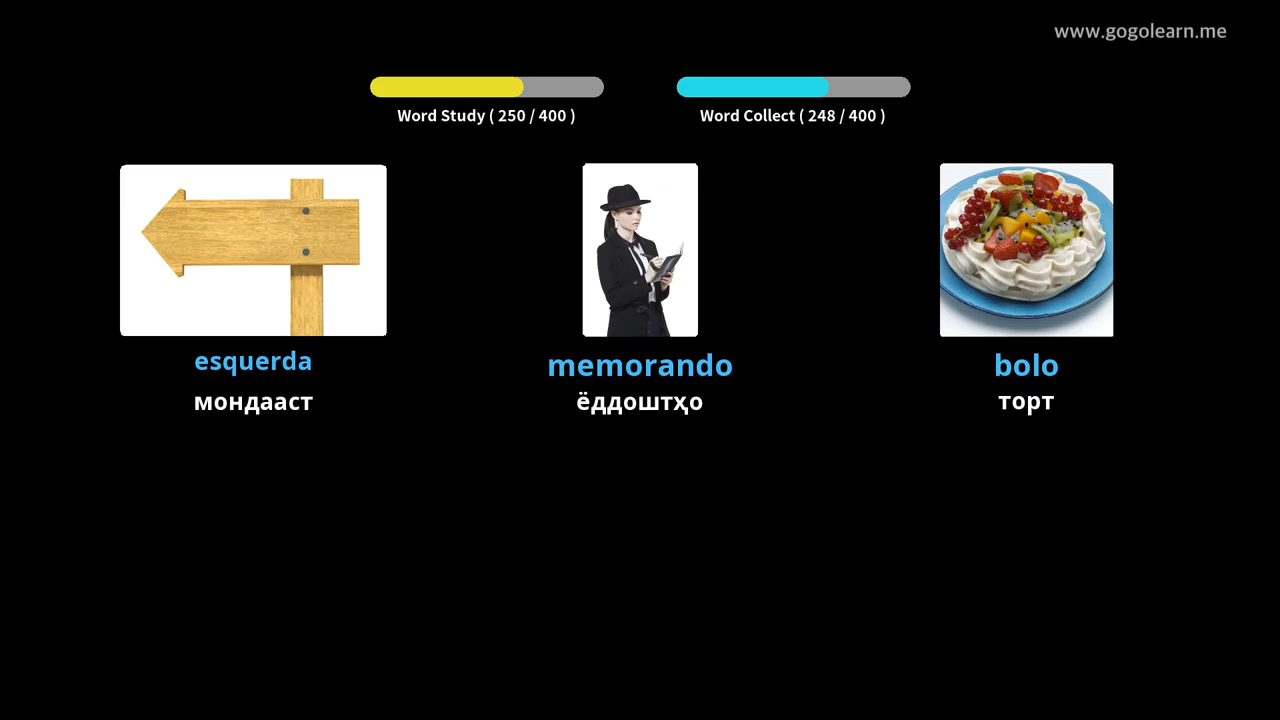 www.gogolearn.me
Word Study ( 250 / 400 )
Word Collect ( 248 / 400 )
esquerda
мондааст
memorando
ёддоштҳо
bolo
торт